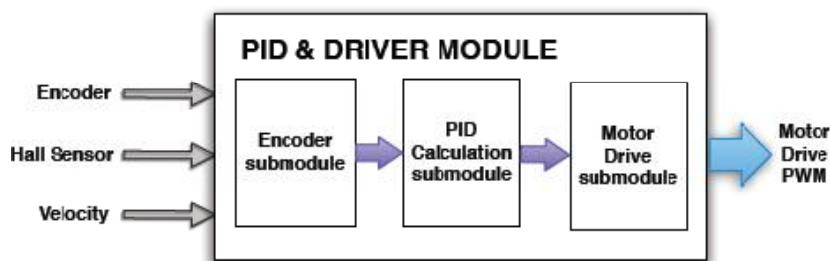 PID & DRIVER MODULE
Encoder
Hall Sensor
Velocity
Encoder
submodule
PID
Calculation
submodule
Motor
Drive
submodule
Motor
Drive
PWM